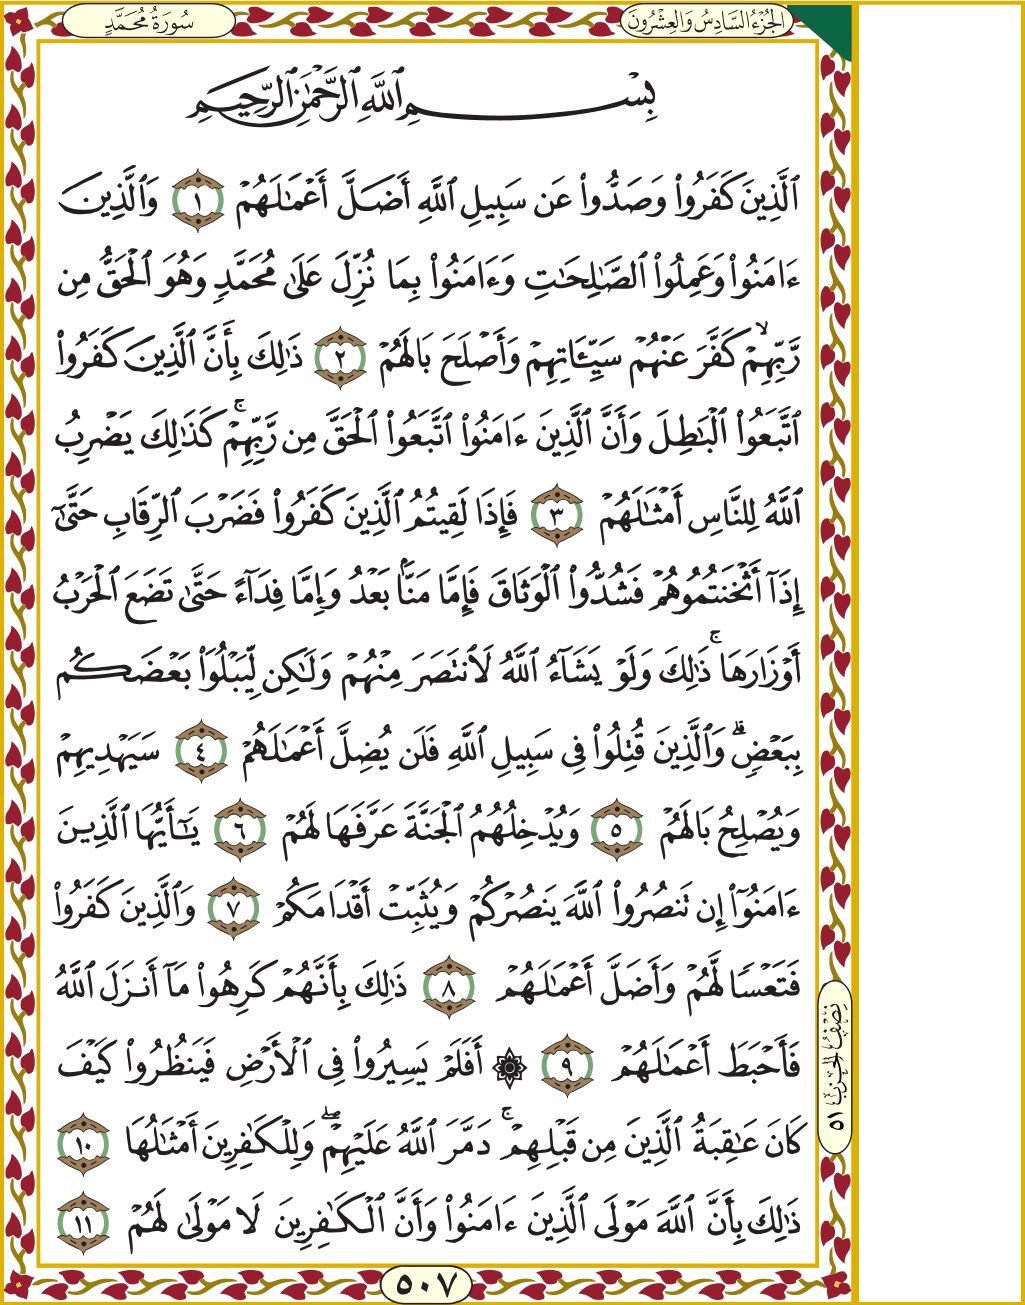 سُورَةُ مُحَمَّدٍ
الجُزْءُ السَّادِسُ وَالعِشْرُونَ
بِسْمِ ٱللَّهِ ٱلرَّحْمَٰنِ ٱلرَّحِيمِ
ٱلَّذِينَ كَفَرُوا۟ وَصَدُّوا۟ عَن سَبِيلِ ٱللَّهِ أَضَلَّ أَعْمَٰلَهُمْ ١ وَٱلَّذِينَ
ءَامَنُوا۟ وَعَمِلُوا۟ ٱلصَّٰلِحَٰتِ وَءَامَنُوا۟ بِمَا نُزِّلَ عَلَىٰ مُحَمَّدٍ وَهُوَ ٱلْحَقُّ مِن
رَّبِّهِمْ ۙ كَفَّرَ عَنْهُمْ سَيِّـَٔاتِهِمْ وَأَصْلَحَ بَالَهُمْ ٢ ذَٰلِكَ بِأَنَّ ٱلَّذِينَ كَفَرُوا۟
ٱتَّبَعُوا۟ ٱلْبَٰطِلَ وَأَنَّ ٱلَّذِينَ ءَامَنُوا۟ ٱتَّبَعُوا۟ ٱلْحَقَّ مِن رَّبِّهِمْ ۚ كَذَٰلِكَ يَضْرِبُ
ٱللَّهُ لِلنَّاسِ أَمْثَٰلَهُمْ ٣ فَإِذَا لَقِيتُمُ ٱلَّذِينَ كَفَرُوا۟ فَضَرْبَ ٱلرِّقَابِ حَتَّىٰٓ
إِذَآ أَثْخَنتُمُوهُمْ فَشُدُّوا۟ ٱلْوَثَاقَ فَإِمَّا مَنًّۢا بَعْدُ وَإِمَّا فِدَآءً حَتَّىٰ تَضَعَ ٱلْحَرْبُ
أَوْزَارَهَا ۚ ذَٰلِكَ وَلَوْ يَشَآءُ ٱللَّهُ لَٱنتَصَرَ مِنْهُمْ وَلَٰكِن لِّيَبْلُوَا۟ بَعْضَكُم
بِبَعْضٍ ۗ وَٱلَّذِينَ قُتِلُوا۟ فِى سَبِيلِ ٱللَّهِ فَلَن يُضِلَّ أَعْمَٰلَهُمْ ٤ سَيَهْدِيهِمْ
وَيُصْلِحُ بَالَهُمْ ٥ وَيُدْخِلُهُمُ ٱلْجَنَّةَ عَرَّفَهَا لَهُمْ ٦ يَٰٓأَيُّهَا ٱلَّذِينَ
ءَامَنُوٓا۟ إِن تَنصُرُوا۟ ٱللَّهَ يَنصُرْكُمْ وَيُثَبِّتْ أَقْدَامَكُمْ ٧ وَٱلَّذِينَ كَفَرُوا۟
فَتَعْسًا لَّهُمْ وَأَضَلَّ أَعْمَٰلَهُمْ ٨ ذَٰلِكَ بِأَنَّهُمْ كَرِهُوا۟ مَآ أَنزَلَ ٱللَّهُ
فَأَحْبَطَ أَعْمَٰلَهُمْ ٩ ۞ أَفَلَمْ يَسِيرُوا۟ فِى ٱلْأَرْضِ فَيَنظُرُوا۟ كَيْفَ
كَانَ عَٰقِبَةُ ٱلَّذِينَ مِن قَبْلِهِمْ ۚ دَمَّرَ ٱللَّهُ عَلَيْهِمْ ۖ وَلِلْكَٰفِرِينَ أَمْثَٰلُهَا ١٠
ذَٰلِكَ بِأَنَّ ٱللَّهَ مَوْلَى ٱلَّذِينَ ءَامَنُوا۟ وَأَنَّ ٱلْكَٰفِرِينَ لَا مَوْلَىٰ لَهُمْ ١١
نِصْفُ الحِزْبِ ٥١
٥٠٧